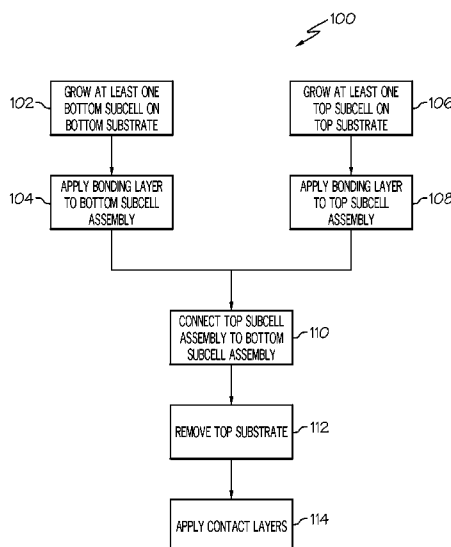 100
102
GROW AT LEAST ONE
BOTTOM SUBCELL ON
BOTTOM SUBSTRATE
GROW AT LEAST ONE
TOP SUBCELL ON
TOP SUBSTRATE
106
104
APPLY BONDING LAYER
TO BOTTOM SUBCELL
ASSEMBLY
APPLY BONDING LAYER
TO TOP SUBCELL
ASSEMBLY
108
CONNECT TOP SUBCELL
ASSEMBLY TO BOTTOM
SUBCELL ASSEMBLY
110
REMOVE TOP SUBSTRATE
112
APPLY CONTACT LAYERS
114